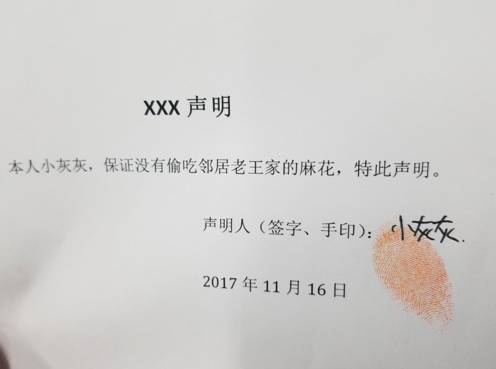 XXX 声明
本人小灰灰，保证没有偷吃邻居老王家的麻花，特此声明。
声明人（签字、手印）：小灰灰.
2017 年 11 月 16 日